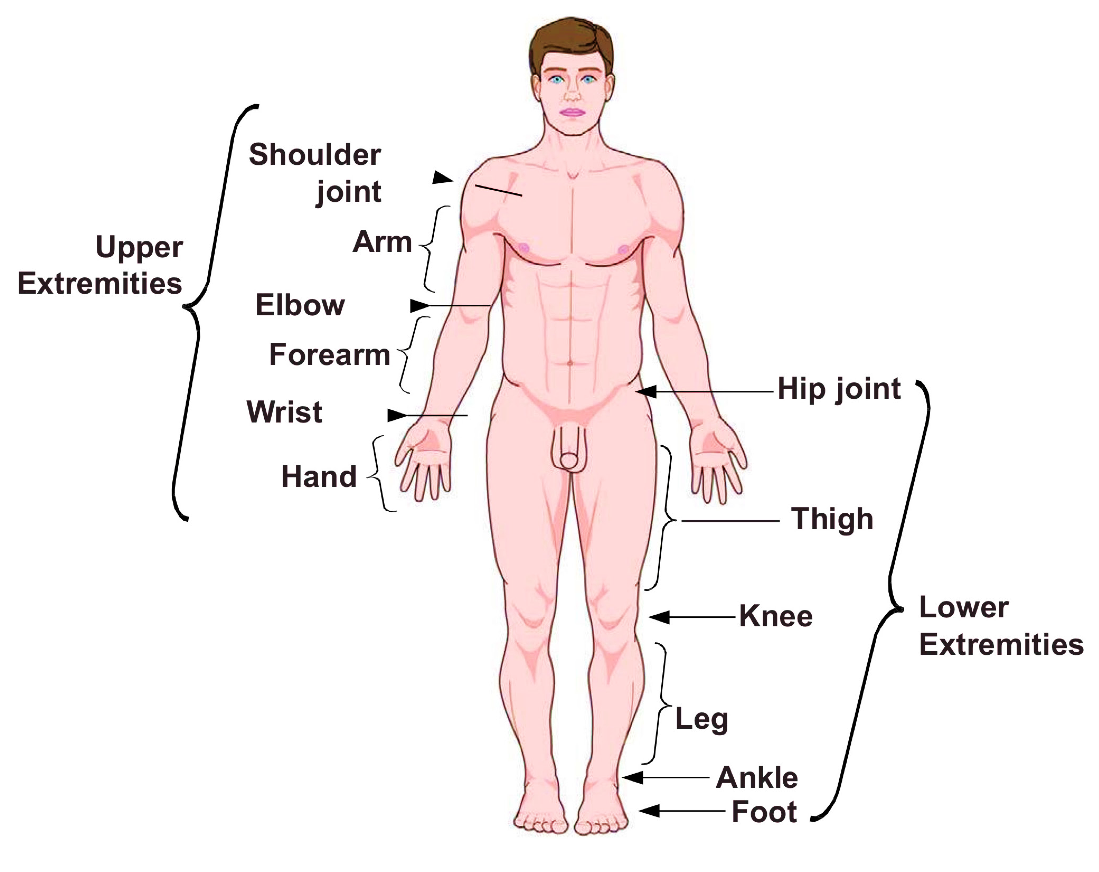 Shoulder
joint
Arm
Upper
Extremities
Elbow
Forearm
Wrist
Hand
Hip joint
Thigh
Knee
Lower
Extremities
Leg
Ankle
Foot